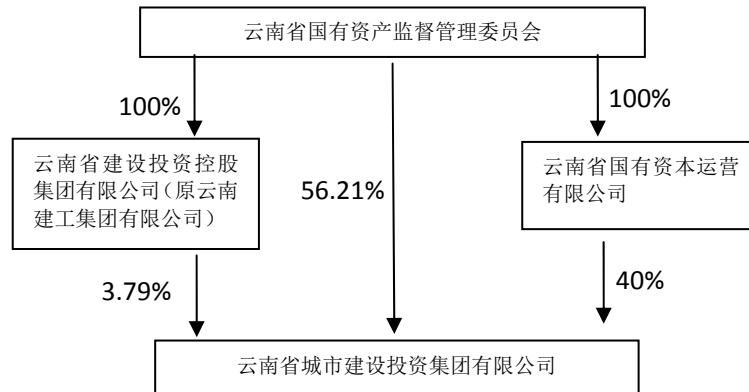 云南省国有资产监督管理委员会
100%
100%
云南省建设投资控股
集团有限公司（原云南
建工集团有限公司）
56.21%
云南省国有资本运营
有限公司
3.79%
40%
云南省城市建设投资集团有限公司